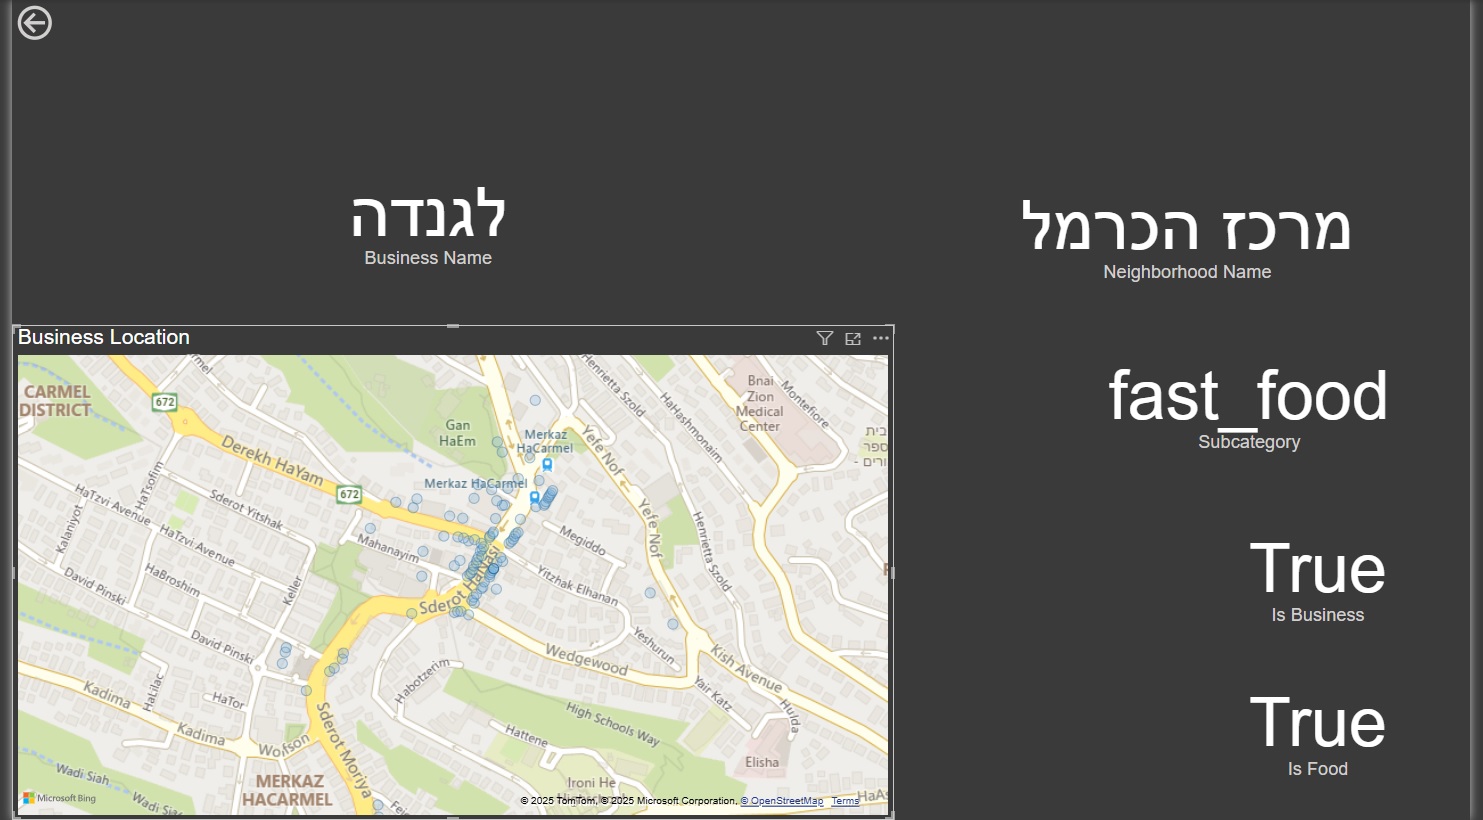 לגנדה
Business Name
מרכז הכרמל
Neighborhood Name
Business Location
fast_food
Subcategory
True
Is Business
True
Is Food
CARMEL
DISTRICT
672
Derekh HaYam
672
Gan
HaEm
Merkaz
HaCarmel
Merkaz HaCarmel
Henrietta Szold
HaHashmonaim
Bnai
Zion
Medical
Center
Montefiore
Yefe Nof
Yefe Nof
Henrietta Szold
HaTzvi Avenue
HaTsofim
Sderot Yitshak
Kalaniyot
HaTzvi Avenue
Mahanayim
Megiddo
David Pinski
HaBroshim
Keller
Sderot HaNasi
Yitzhak Elhanan
David Pinski
Yeshurun
Wedgewood
Kish Avenue
Habotzerim
Yair Katz
Hulda
Kadima
HaLilac
HaTor
Kadima
Wolfson
Sderot Moriya
High Schools Way
Hattene
Elisha
Wadi Siah
Wadi Siah
MERKAZ
HACARMEL
Ironi He
Microsoft Bing
© 2025 TomTom, © 2025 Microsoft Corporation, © OpenStreetMap Terms